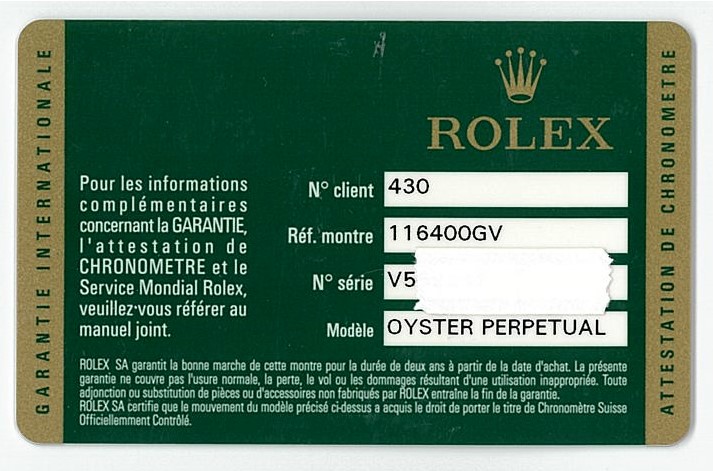 GARANTIE INTERNATIONALE
ROLEX
Pour les informations
complémentaires
concernant la GARANTIE,
l'attestation de
CHRONOMETRE et le
Service Mondial Rolex,
veuillez-vous référer au
manuel joint.
N° client 430
Réf. montre 116400GV
N° série V5
Modèle OYSTER PERPETUAL
ROLEX SA garantit la bonne marche de cette montre pour la durée de deux ans à partir de la date d'achat. La présente
garantie ne couvre pas l'usure normale, la perte, le vol ou les dommages résultant d'une utilisation inappropriée. Toute
adjonction ou substitution de pièces ou d'accessoires non fabriqués par ROLEX entraîne la fin de la garantie.
ROLEX SA certifie que le mouvement du modèle précisé ci-dessus a acquis le droit de porter le titre de Chronomètre Suisse
Officiellement Contrôlé.
ATTESTATION DE CHRONOMETRE